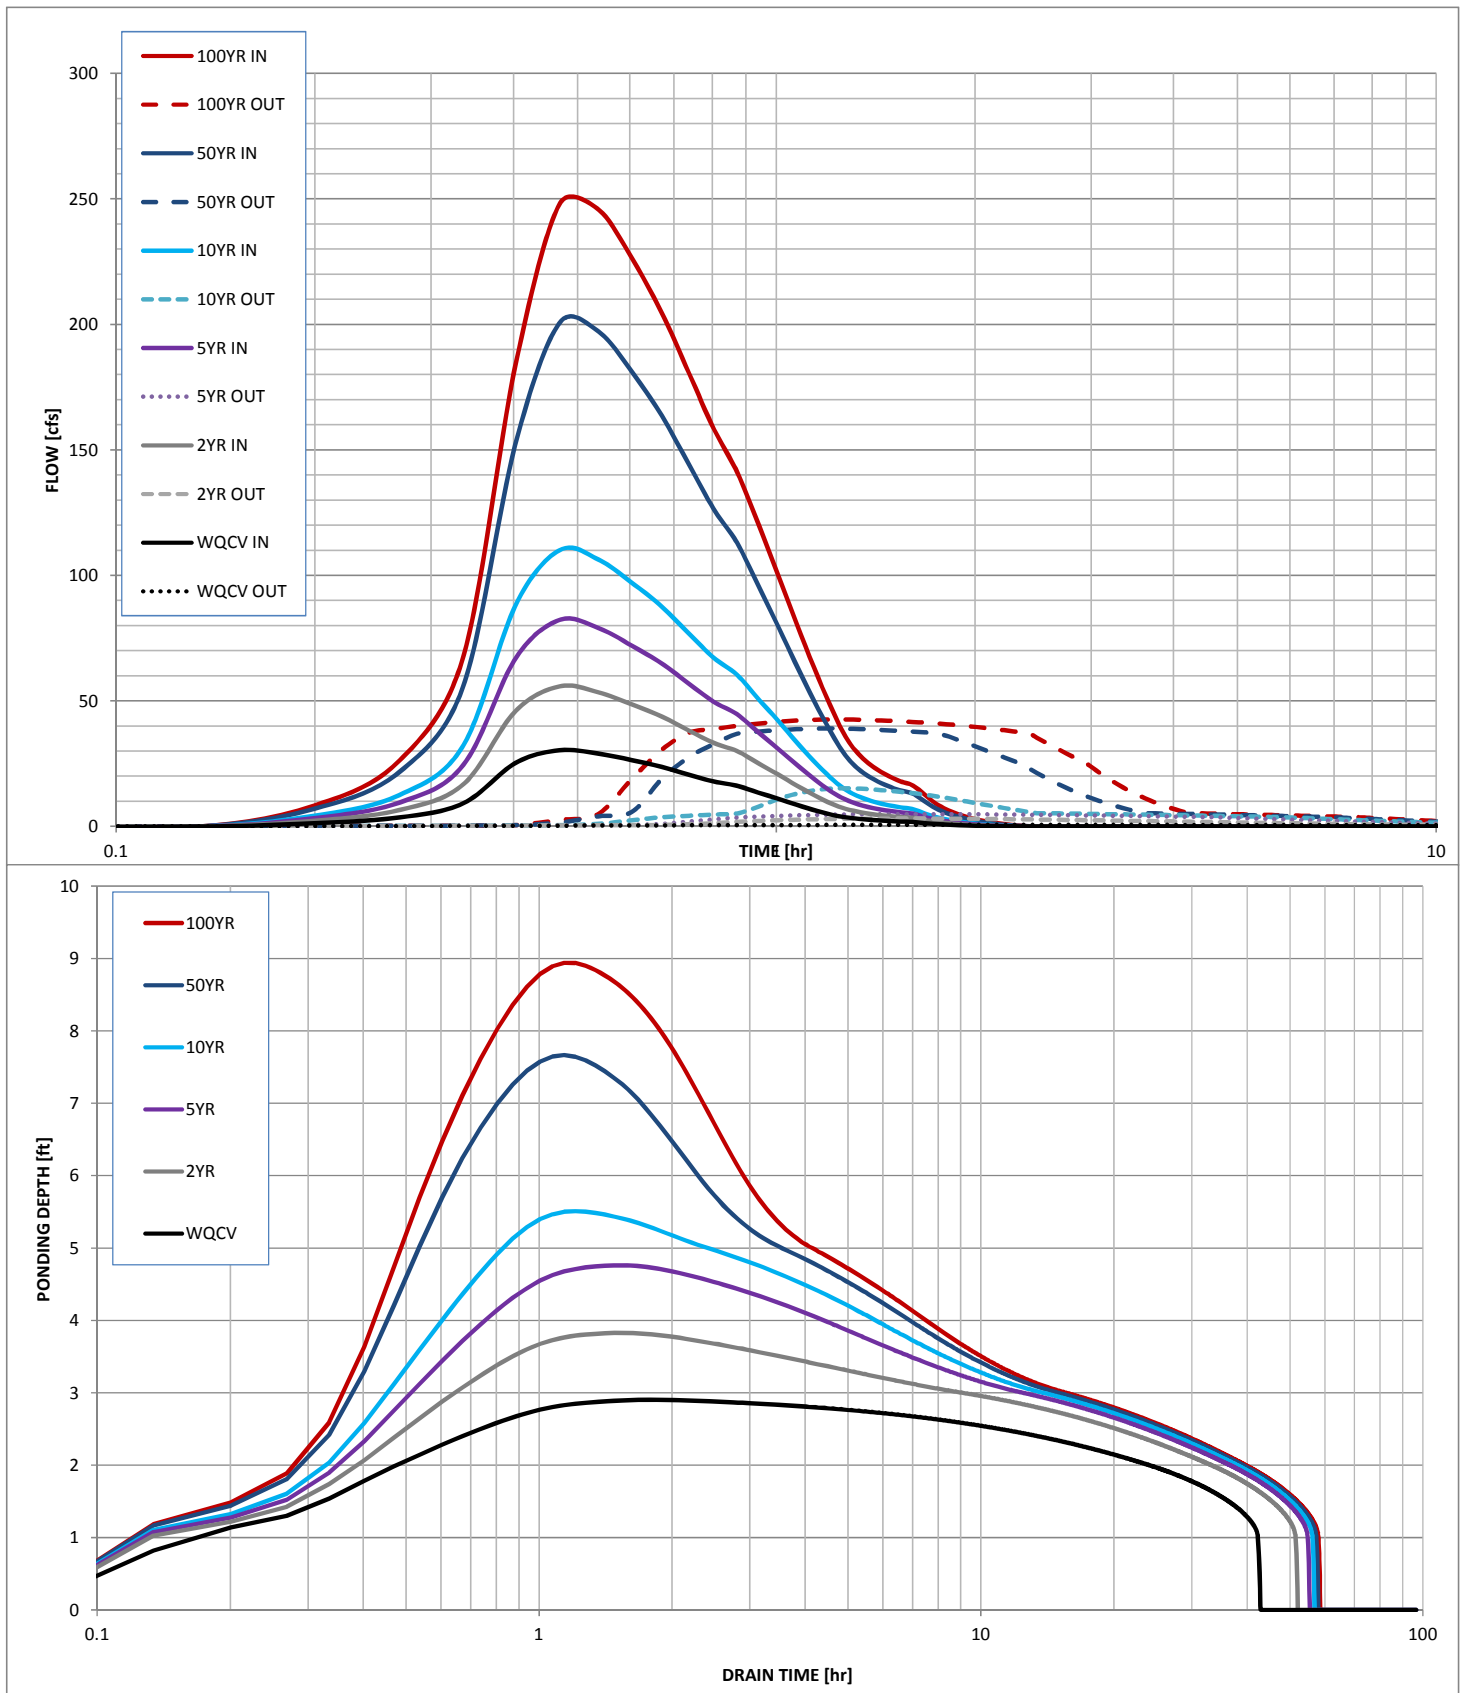 100YR IN
100YR OUT
50YR IN
50YR OUT
10YR IN
10YR OUT
5YR IN
5YR OUT
2YR IN
2YR OUT
WQCV IN
WQCV OUT
300
250
200
150
100
50
0
FLOW [cfs]
0.1
1
10
TIME [hr]
100YR
50YR
10YR
5YR
2YR
WQCV
10
9
8
7
6
5
4
3
2
1
0
PONDING DEPTH [ft]
0.1
1
10
100
DRAIN TIME [hr]